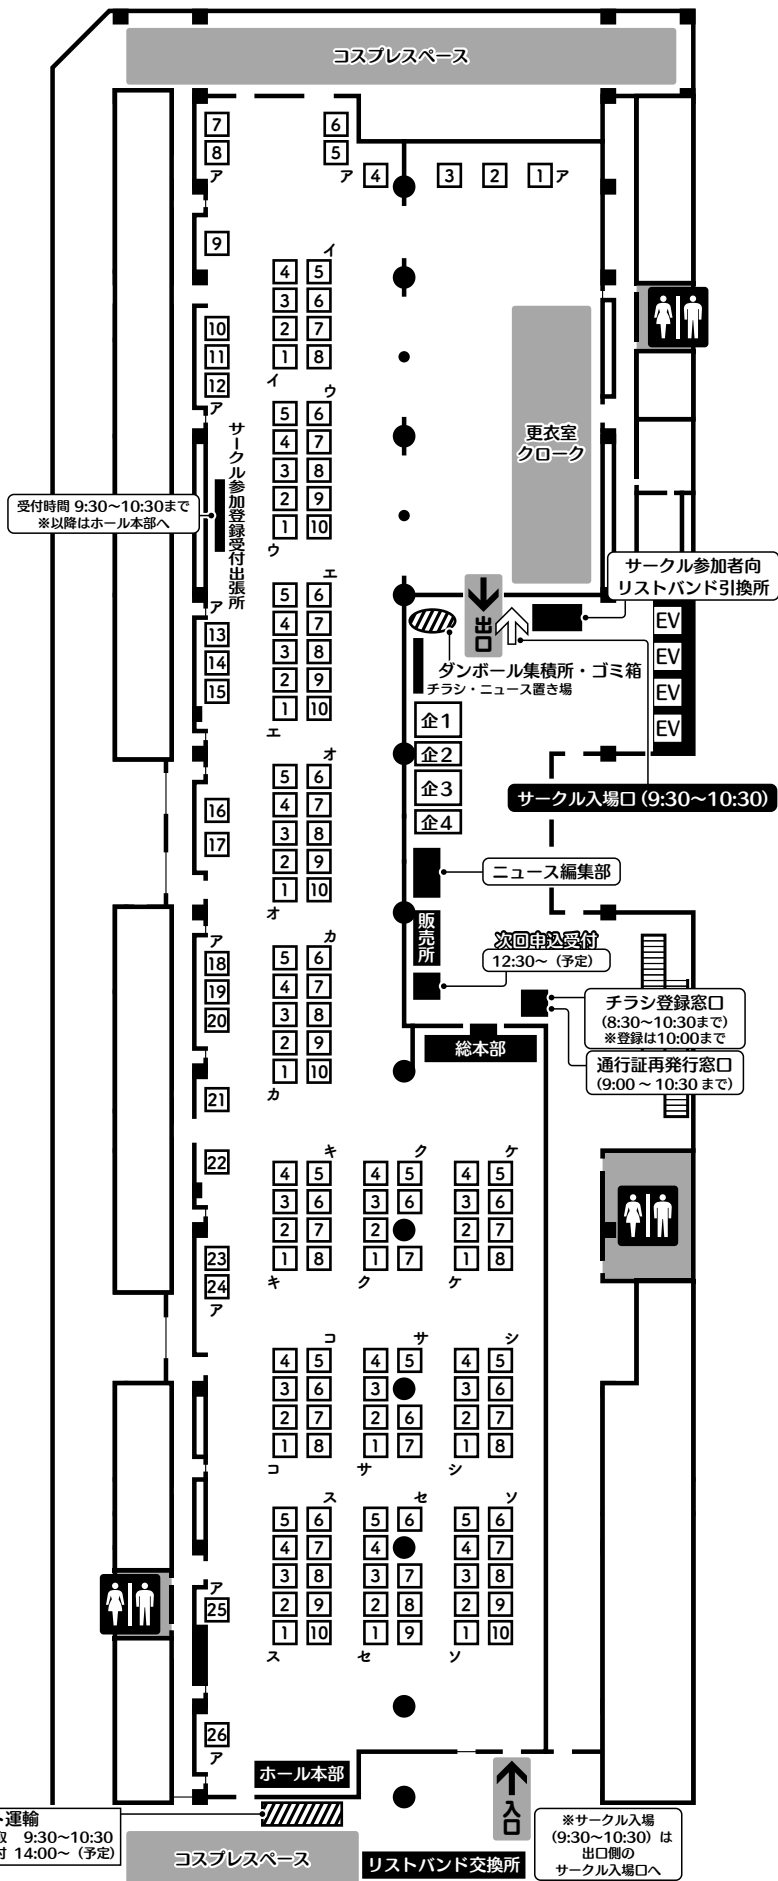 コスプレスペース
7
6
8
5
ア
ア
4
3
2
1
ア
9
イ
4 5
3 6
2 7
1 8
イ
10
11
12
ア
ウ
5 6
4 7
3 8
2 9
1 10
ウ
更衣室
クローク
サークル参加登録受付出張所
受付時間 9:30～10:30まで
※以降はホール本部へ
サークル参加者向
リストバンド引換所
出口
EV
EV
EV
EV
ダンボール集積所・ゴミ箱
チラシ・ニュース置き場
ア
13
14
15
エ
5 6
4 7
3 8
2 9
1 10
エ
企1
企2
企3
企4
サークル入場口 (9:30～10:30)
16
17
オ
5 6
4 7
3 8
2 9
1 10
オ
ニュース編集部
販売所
次回申込受付
12:30～（予定）
ア
18
19
20
カ
5 6
4 7
3 8
2 9
1 10
カ
チラシ登録窓口
(8:30～10:30まで)
※登録は10:00まで
通行証再発行窓口
(9:00 ～ 10:30 まで)
総本部
21
22
23
24
ア
キ
4 5
3 6
2 7
1 8
キ
ク
4 5
3 6
2
1 7
ク
ケ
4 5
3 6
2 7
1 8
ケ
コ
4 5
3 6
2 7
1 8
コ
サ
4 5
3
2 6
1 7
サ
シ
4 5
3 6
2 7
1 8
シ
ス
5 6
4 7
3 8
2 9
1 10
ス
セ
5 6
4
3 7
2 8
1 9
セ
ソ
5 6
4 7
3 8
2 9
1 10
ソ
ア
25
26
ア
ホール本部
入口
運輸
9:30～10:30
付 14:00～（予定）
コスプレスペース
リストバンド交換所
※サークル入場
(9:30～10:30) は
出口側の
サークル入場口へ